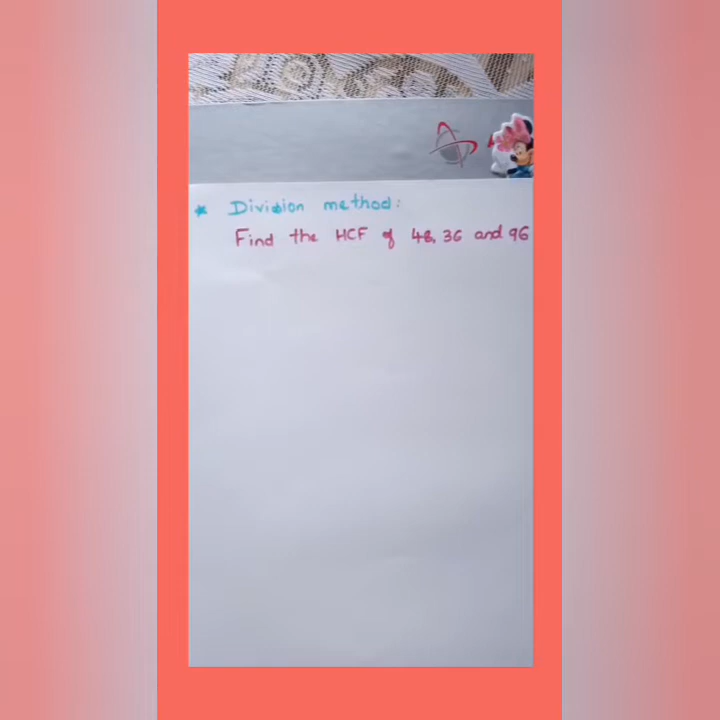 * Division method:
Find the HCF of 48, 36 and 96